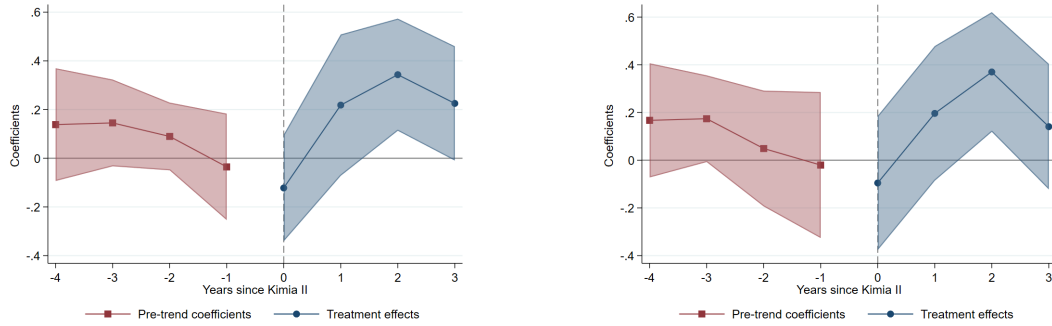 .6
.4
.2
0
-.2
-.4
Coefficients
-4 -3 -2 -1 0 1 2 3
Years since Kimia II
Pre-trend coefficients Treatment effects
.6
.4
.2
0
-.2
-.4
Coefficients
-4 -3 -2 -1 0 1 2 3
Years since Kimia II
Pre-trend coefficients Treatment effects